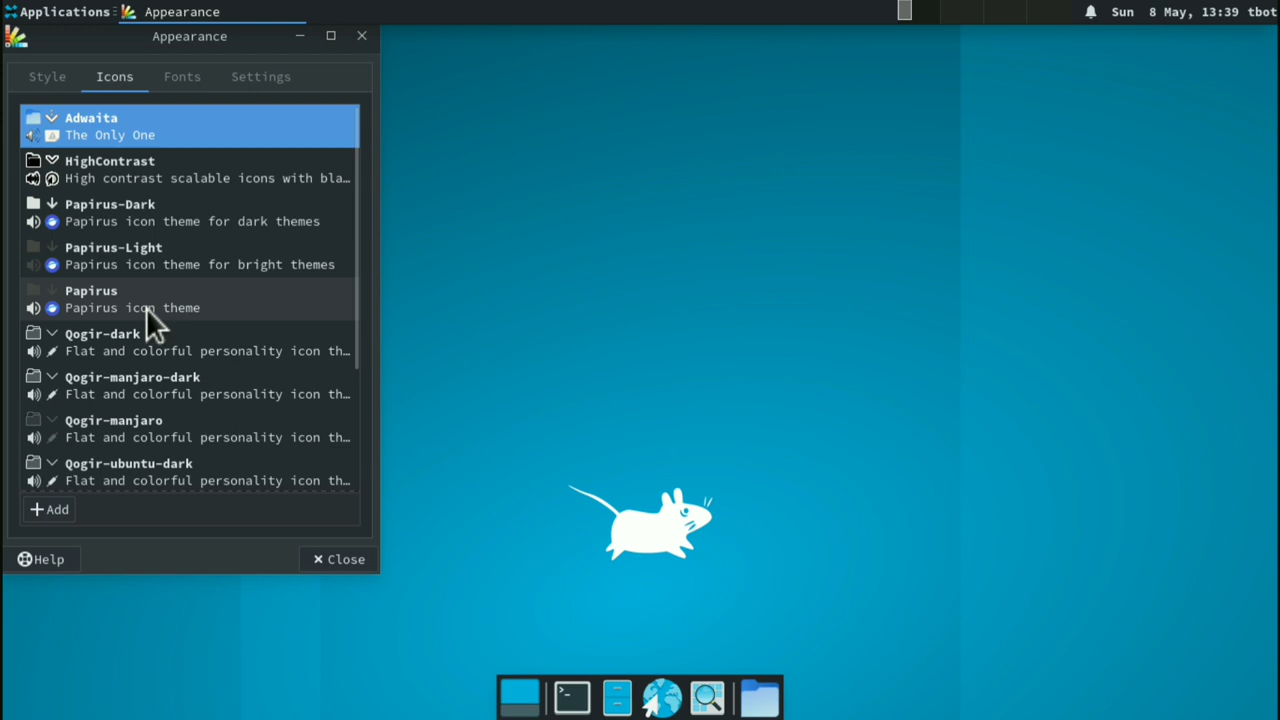 Applications
Appearance
Sun 8 May, 13:39 tbot
Appearance
Style
Icons
Fonts
Settings
Adwaita
The Only One
HighContrast
High contrast scalable icons with bla…
Papirus-Dark
Papirus icon theme for dark themes
Papirus-Light
Papirus icon theme for bright themes
Papirus
Papirus icon theme
Qogir-dark
Flat and colorful personality icon th…
Qogir-manjaro-dark
Flat and colorful personality icon th…
Qogir-manjaro
Flat and colorful personality icon th…
Qogir-ubuntu-dark
Flat and colorful personality icon th…
Add
Help
Close